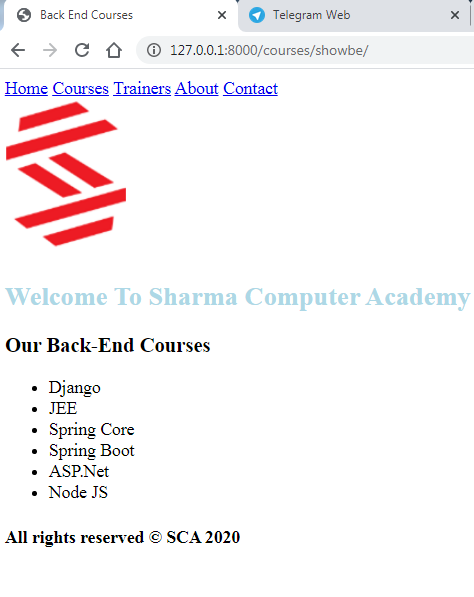 Back End Courses
Telegram Web
127.0.0.1:8000/courses/showbe/
Home Courses Trainers About Contact
Welcome To Sharma Computer Academy
Our Back-End Courses
Django
JEE
Spring Core
Spring Boot
ASP.Net
Node JS
All rights reserved © SCA 2020